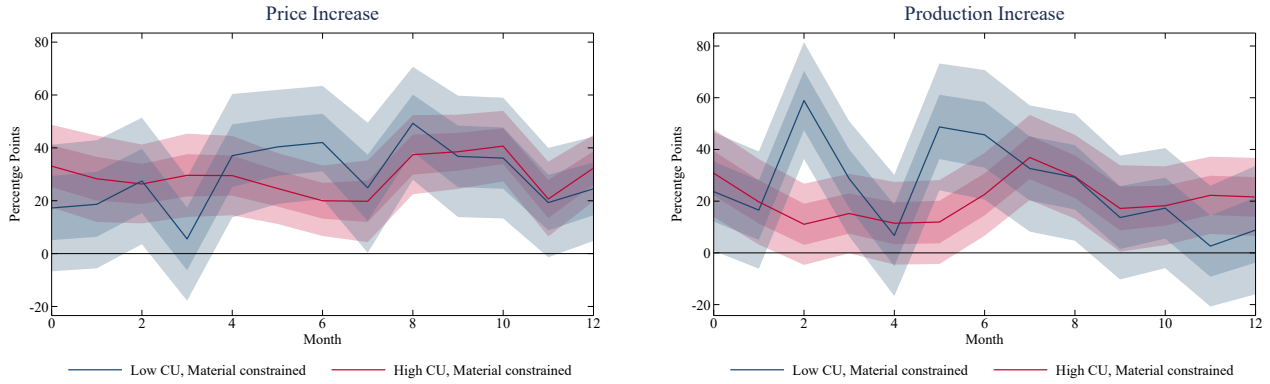 Price Increase
Percentge Points
80
60
40
20
0
-20
0 2 4 6 8 10 12
Month
Low CU, Material constrained High CU, Material constrained
Production Increase
Percentge Points
80
60
40
20
0
-20
0 2 4 6 8 10 12
Month
Low CU, Material constrained High CU, Material constrained